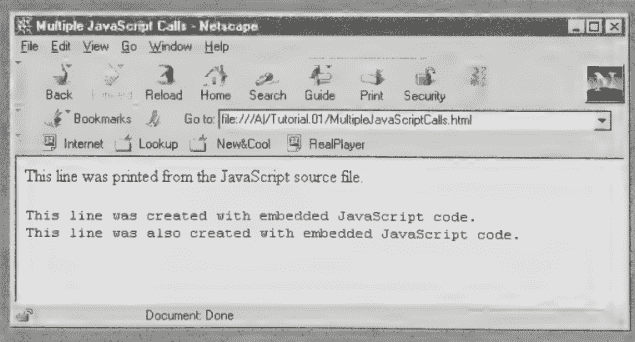 Multiple JavaScript Calls - Netscape
File Edit View Go Window Help
Back Forward Reload Home Search Guide Print Security
Bookmarks Go to: file:///A|/Tutorial.01/MultipleJavaScriptCalls.html
Internet Lookup New&Cool RealPlayer
This line was printed from the JavaScript source file.
This line was created with embedded JavaScript code.
This line was also created with embedded JavaScript code.
Document: Done